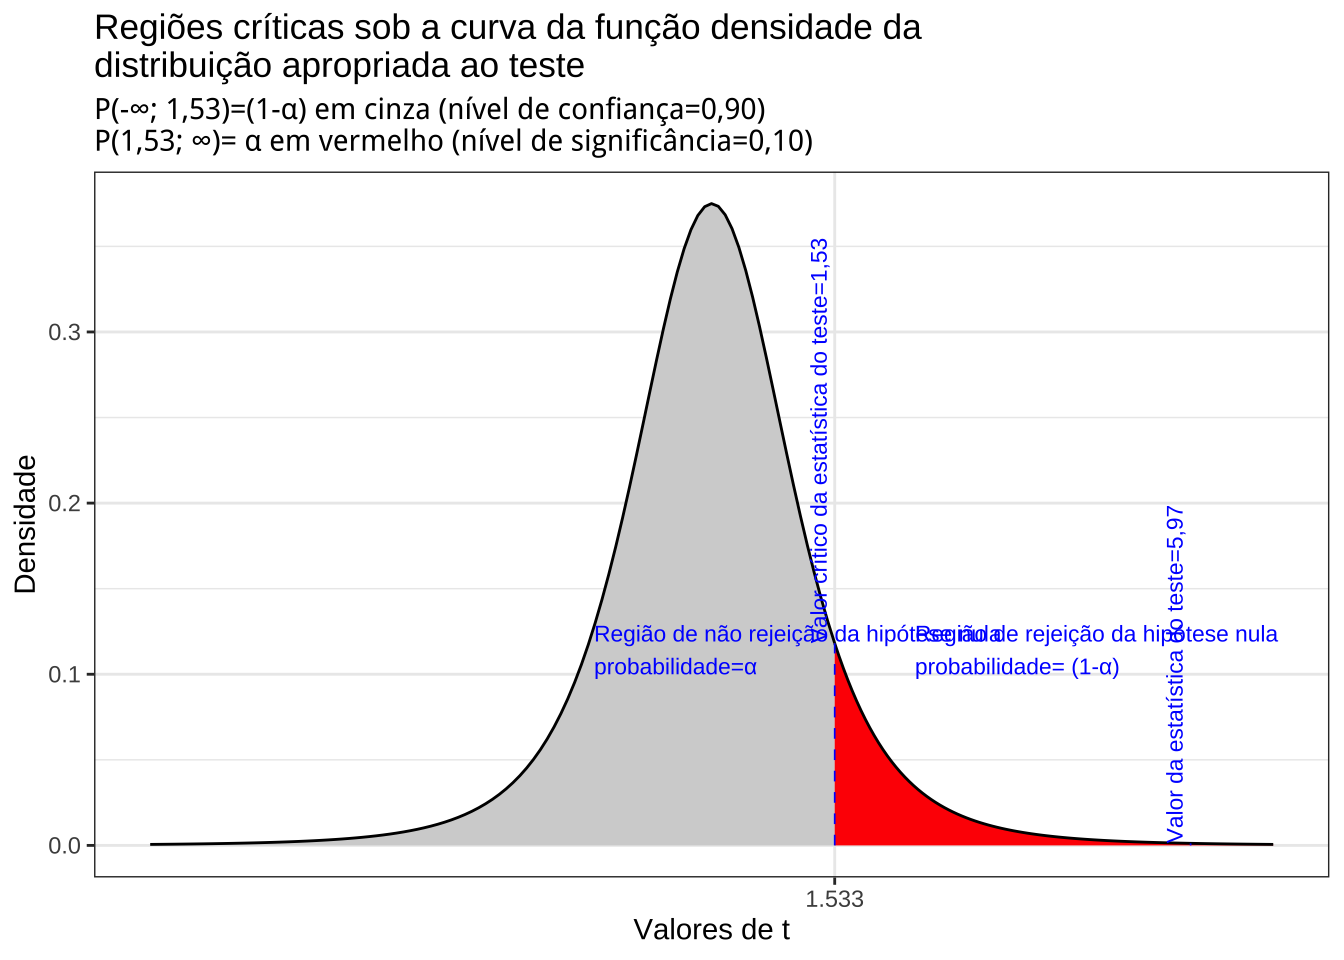 Regiões críticas sob a curva da função densidade da
distribuição apropriada ao teste
P(-∞; 1,53)=(1-α) em cinza (nível de confiança=0,90)
P(1,53; ∞)= α em vermelho (nível de significância=0,10)
Densidade
0.3
0.2
0.1
0.0
Valor crítico da estatística do teste=1,53
Valor da estatística do teste=5,97
Região de não rejeição da hipótese nula
probabilidade=α
Região de rejeição da hipótese nula
probabilidade= (1-α)
1.533
Valores de t